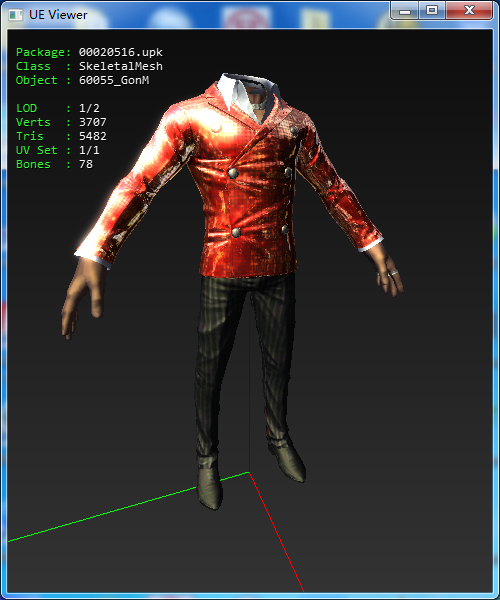 UE Viewer
Package: 00020516.upk
Class  : SkeletalMesh
Object : 60055_GonM
LOD    : 1/2
Verts  : 3707
Tris   : 5482
UV Set : 1/1
Bones  : 78